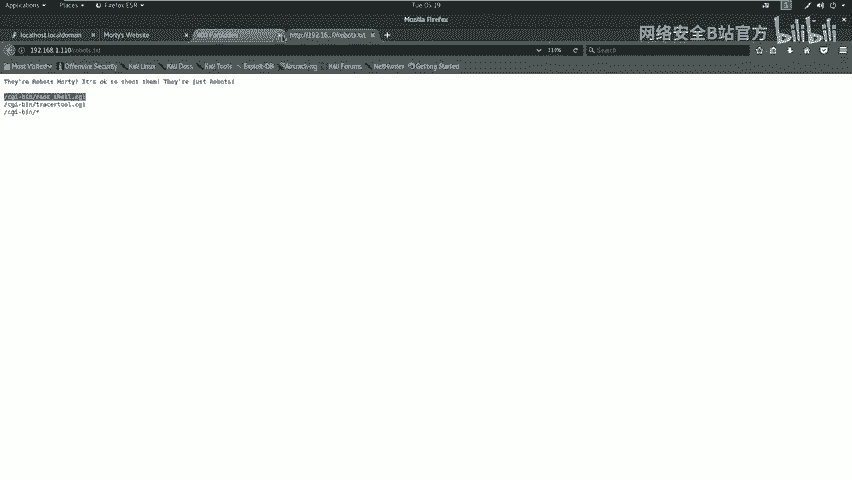 Applications Places Firefox ESR Tue 05:19
Mozilla Firefox
localhost.localdomain Morty's Website 403 Forbidden http://192.16...0/robots.txt
网络安全B站官方 bilibili
192.168.1.110/robots.txt 110% Search
Most Visited Offensive Security Kali Linux Kali Docs Kali Tools Exploit-DB Aircrack-ng Kali Forums NetHunter Getting Started
They're Robots Morty! It's ok to shoot them! They're just Robots!
/cgi-bin/root_shell.cgi
/cgi-bin/tracertool.cgi
/cgi-bin/*